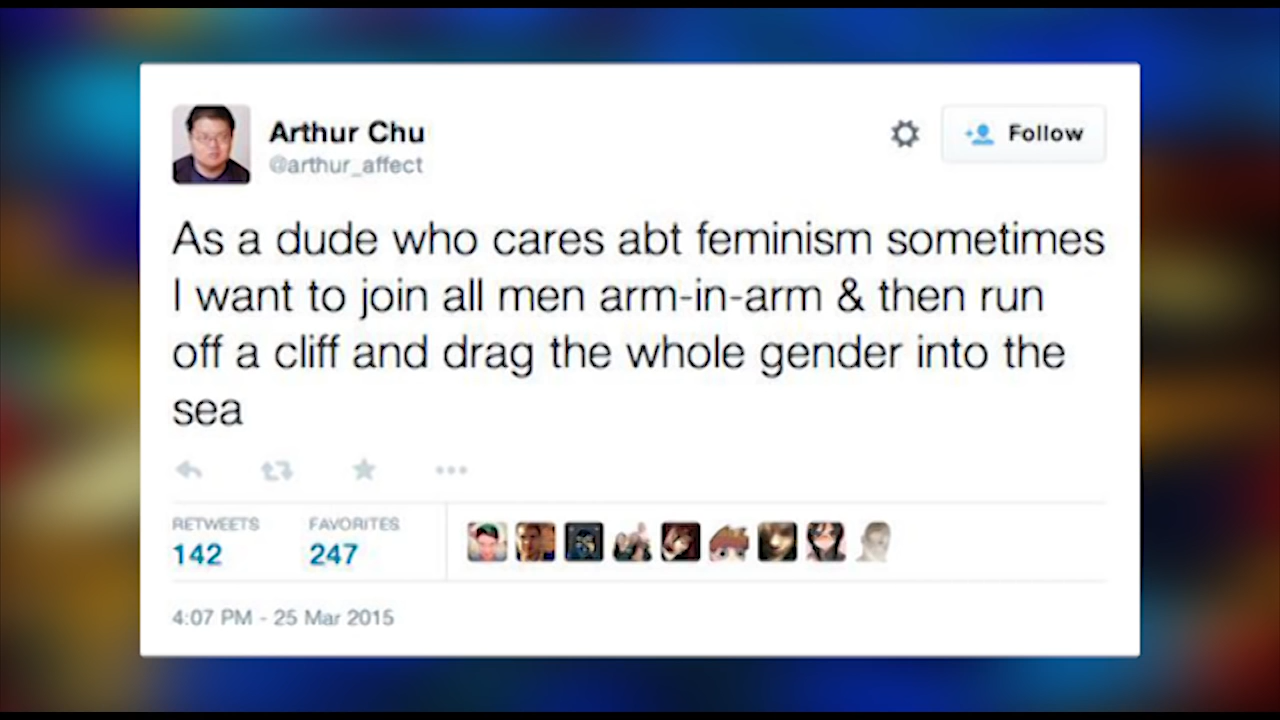 Arthur Chu
@arthur_affect
Follow
As a dude who cares abt feminism sometimes
I want to join all men arm-in-arm & then run
off a cliff and drag the whole gender into the
sea
RETWEETS FAVORITES
142 247
4:07 PM - 25 Mar 2015